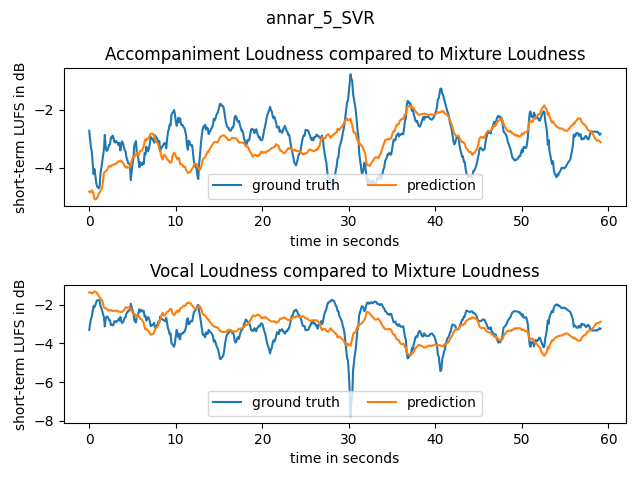 annar_5_SVR
Accompaniment Loudness compared to Mixture Loudness
short-term LUFS in dB
−2
−4
ground truth
prediction
0 10 20 30 40 50 60
time in seconds
Vocal Loudness compared to Mixture Loudness
short-term LUFS in dB
−2
−4
−6
−8
ground truth
prediction
0 10 20 30 40 50 60
time in seconds